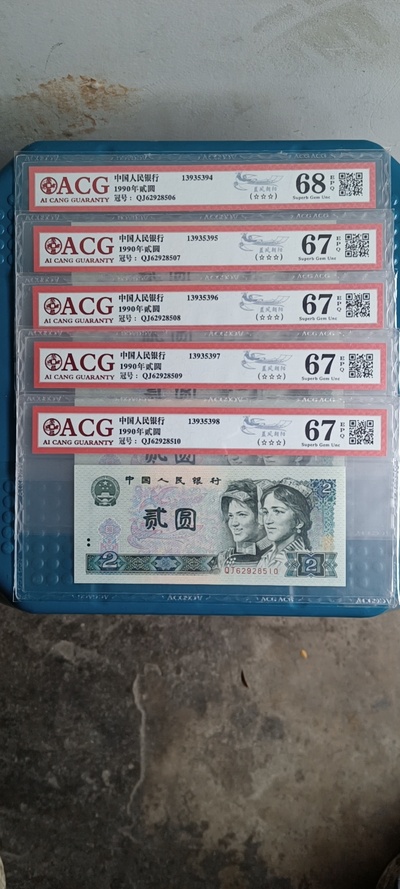 ACG
AI CANG GUARANTY
中国人民银行 13935394
1990年贰圆
冠号: QJ62928506
(☆☆☆)
68 EPQ
Superb Gem Unc
ACG
AI CANG GUARANTY
中国人民银行 13935395
1990年贰圆
冠号: QJ62928507
(☆☆☆)
67 EPQ
Superb Gem Unc
ACG
AI CANG GUARANTY
中国人民银行 13935396
1990年贰圆
冠号: QJ62928508
(☆☆☆)
67 EPQ
Superb Gem Unc
ACG
AI CANG GUARANTY
中国人民银行 13935397
1990年贰圆
冠号: QJ62928509
(☆☆☆)
67 EPQ
Superb Gem Unc
ACG
AI CANG GUARANTY
中国人民银行 13935398
1990年贰圆
冠号: QJ62928510
(☆☆☆)
67 EPQ
Superb Gem Unc
贰圆
中国人民银行
贰圆
2
2
QJ62928510
2